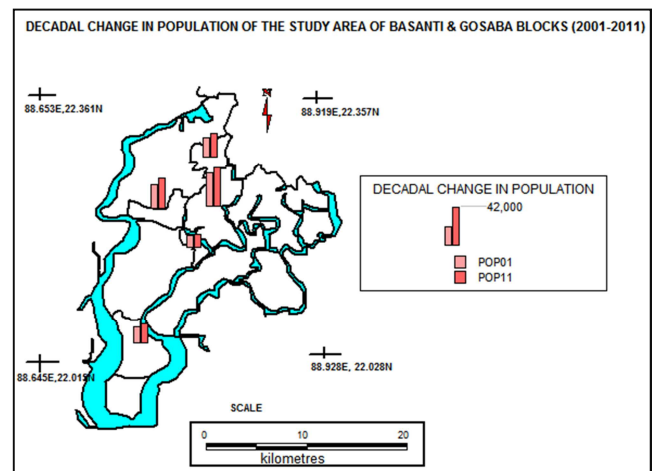 DECADAL CHANGE IN POPULATION OF THE STUDY AREA OF BASANTI & GOSABA BLOCKS (2001-2011)
N
88.653E,22.361N
88.919E,22.357N
DECADAL CHANGE IN POPULATION
42,000
POP01
POP11
88.645E,22.015N
88.928E, 22.028N
SCALE
0 10 20
kilometres